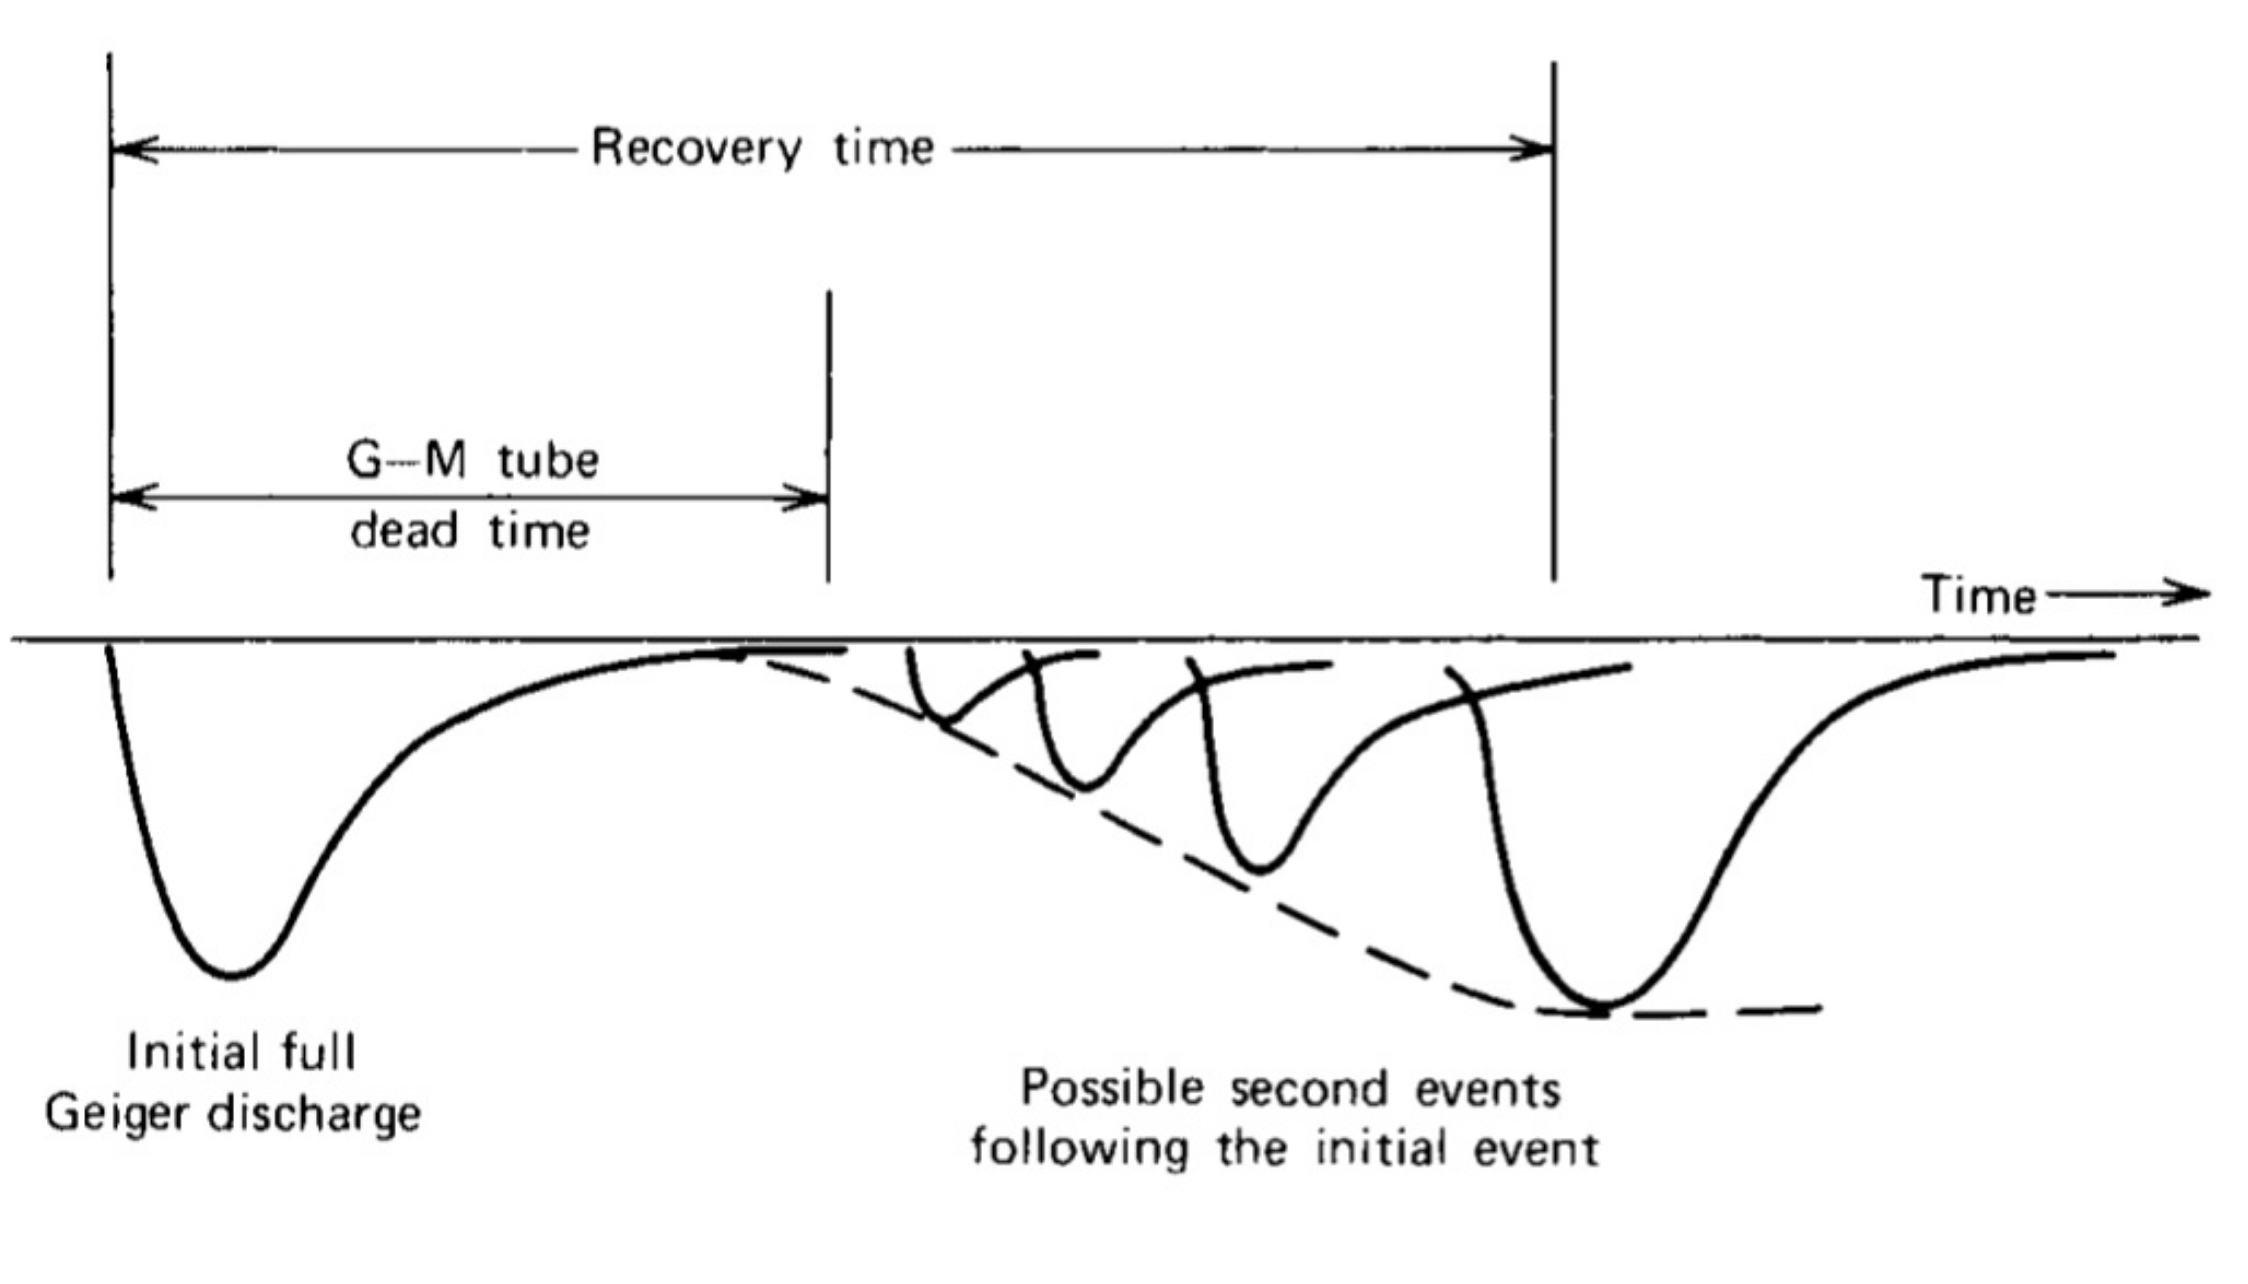 Recovery time
G—M tube
dead time
Time
Initial full
Geiger discharge
Possible second events
following the initial event